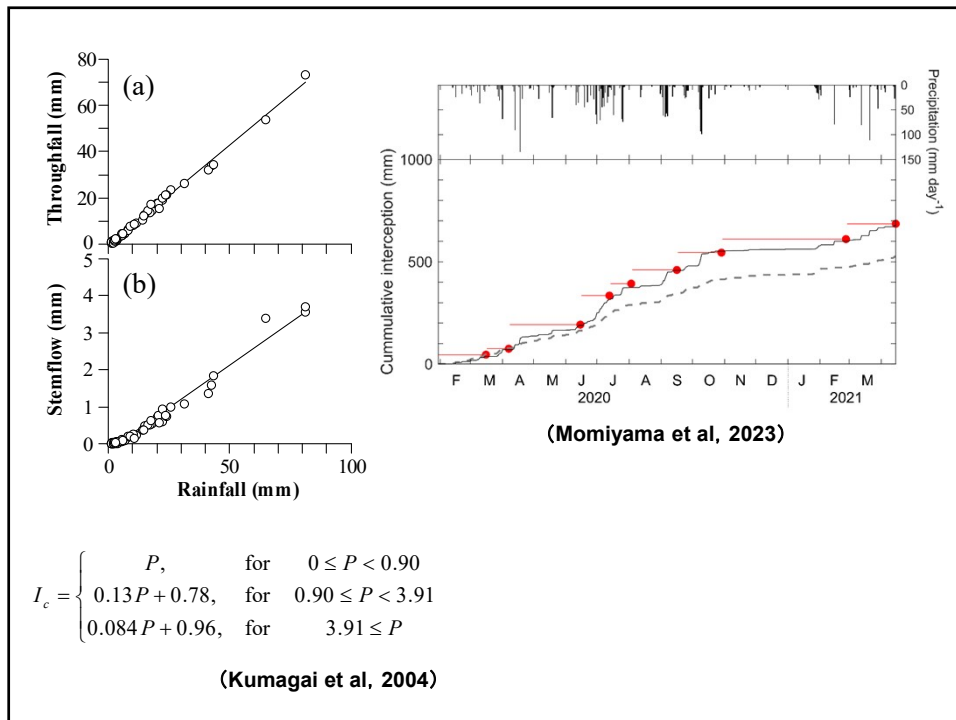 80
60
40
20
0
Throughfall (mm)
(a)
5
4
3
2
1
0
Stemflow (mm)
(b)
0 50 100
Rainfall (mm)
0
50
100
150
Precipitation (mm day-1)
1000
500
0
Cummulative interception (mm)
F M A M J J A S O N D J F M
2020 2021
(Momiyama et al, 2023)
P, for 0 ≤ P < 0.90
I_c = { 0.13P + 0.78, for 0.90 ≤ P < 3.91
0.084P + 0.96, for 3.91 ≤ P
(Kumagai et al, 2004)